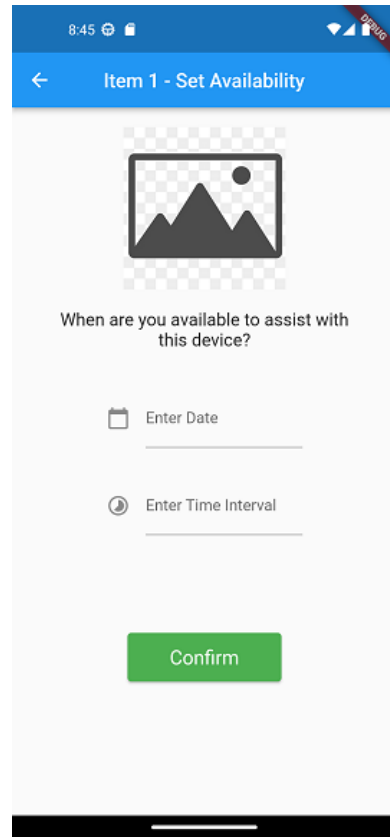 8:45
DEBUG
Item 1 - Set Availability
When are you available to assist with
this device?
Enter Date
Enter Time Interval
Confirm